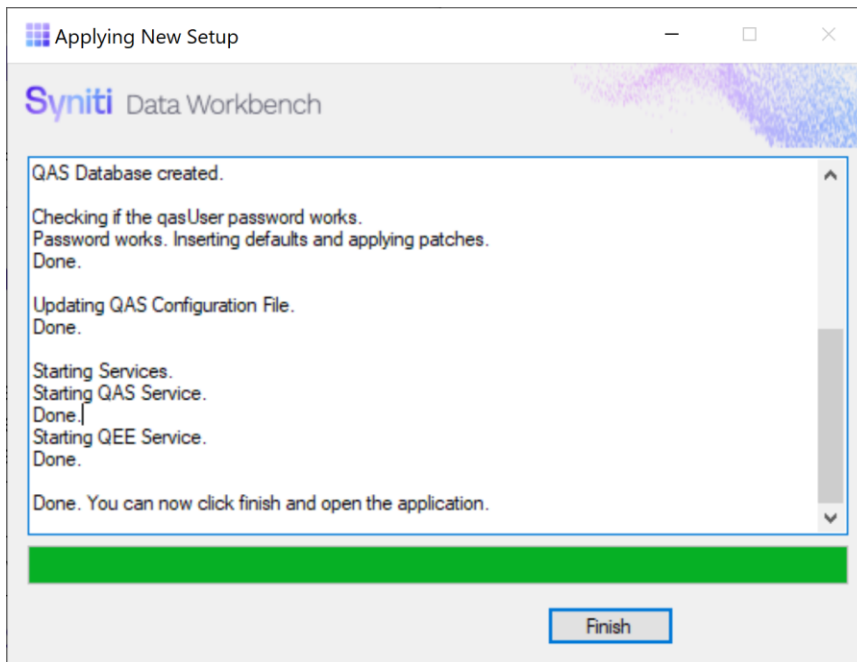 Applying New Setup
Syniti Data Workbench
QAS Database created.
Checking if the qasUser password works.
Password works. Inserting defaults and applying patches.
Done.
Updating QAS Configuration File.
Done.
Starting Services.
Starting QAS Service.
Done.
Starting QEE Service.
Done.
Done. You can now click finish and open the application.
Finish